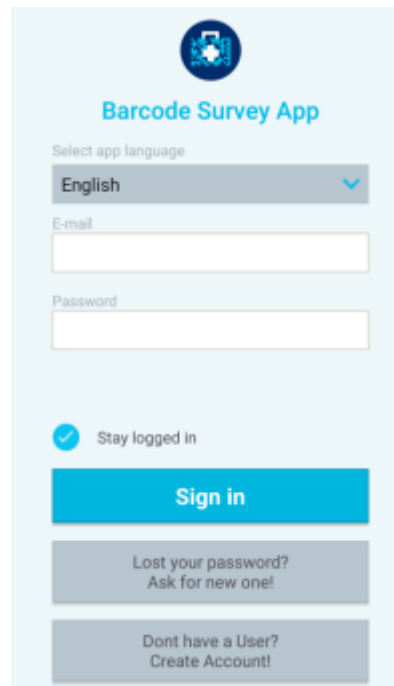 Barcode Survey App
Select app language
English
E-mail
Password
Stay logged in
Sign in
Lost your password?
Ask for new one!
Dont have a User?
Create Account!